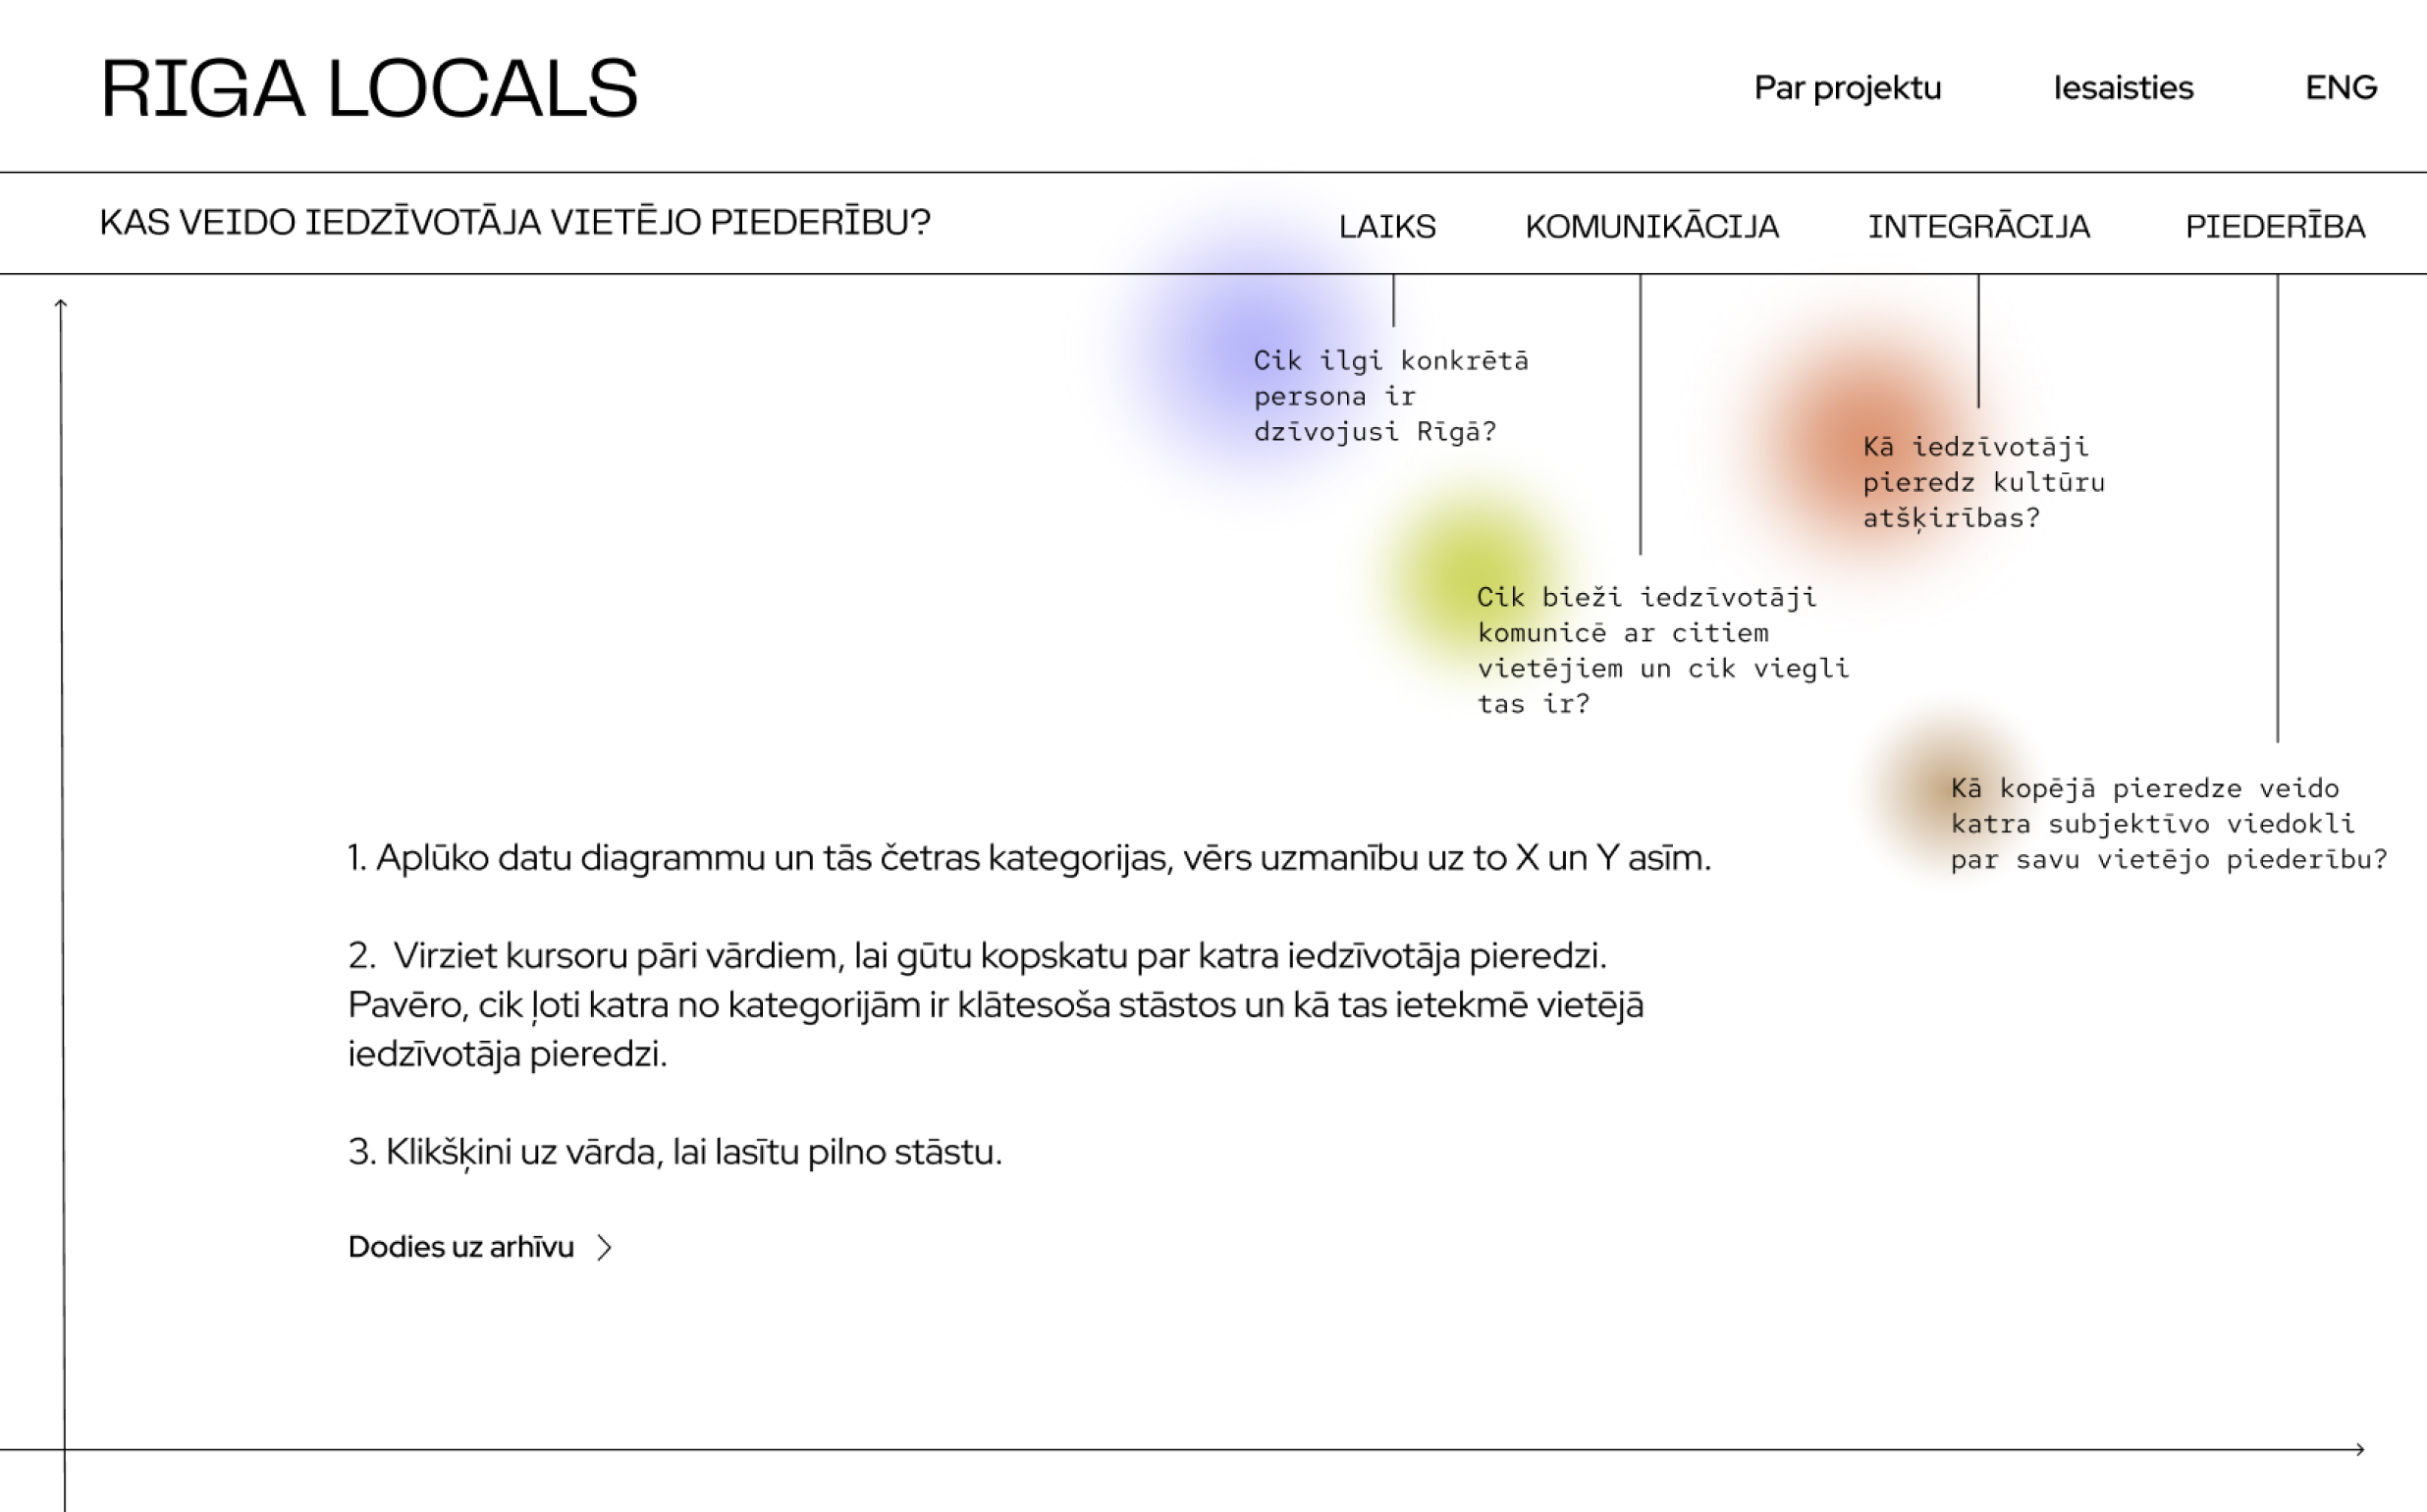 RIGA LOCALS
Par projektu
Iesaisties
ENG
KAS VEIDO IEDZĪVOTĀJA VIETĒJO PIEDERĪBU?
LAIKS
KOMUNIKĀCIJA
INTEGRĀCIJA
PIEDERĪBA
Cik ilgi konkrētā
persona ir
dzīvojusi Rīgā?
Kā iedzīvotāji
pieredz kultūru
atšķirības?
Cik bieži iedzīvotāji
komunicē ar citiem
vietējiem un cik viegli
tas ir?
Kā kopējā pieredze veido
katra subjektīvo viedokli
par savu vietējo piederību?
1. Aplūko datu diagrammu un tās četras kategorijas, vērs uzmanību uz to X un Y asīm.
2. Virziet kursoru pāri vārdiem, lai gūtu kopskatu par katra iedzīvotāja pieredzi.
Pavēro, cik ļoti katra no kategorijām ir klātesoša stāstos un kā tas ietekmē vietējā
iedzīvotāja pieredzi.
3. Klikšķini uz vārda, lai lasītu pilno stāstu.
Dodies uz arhīvu